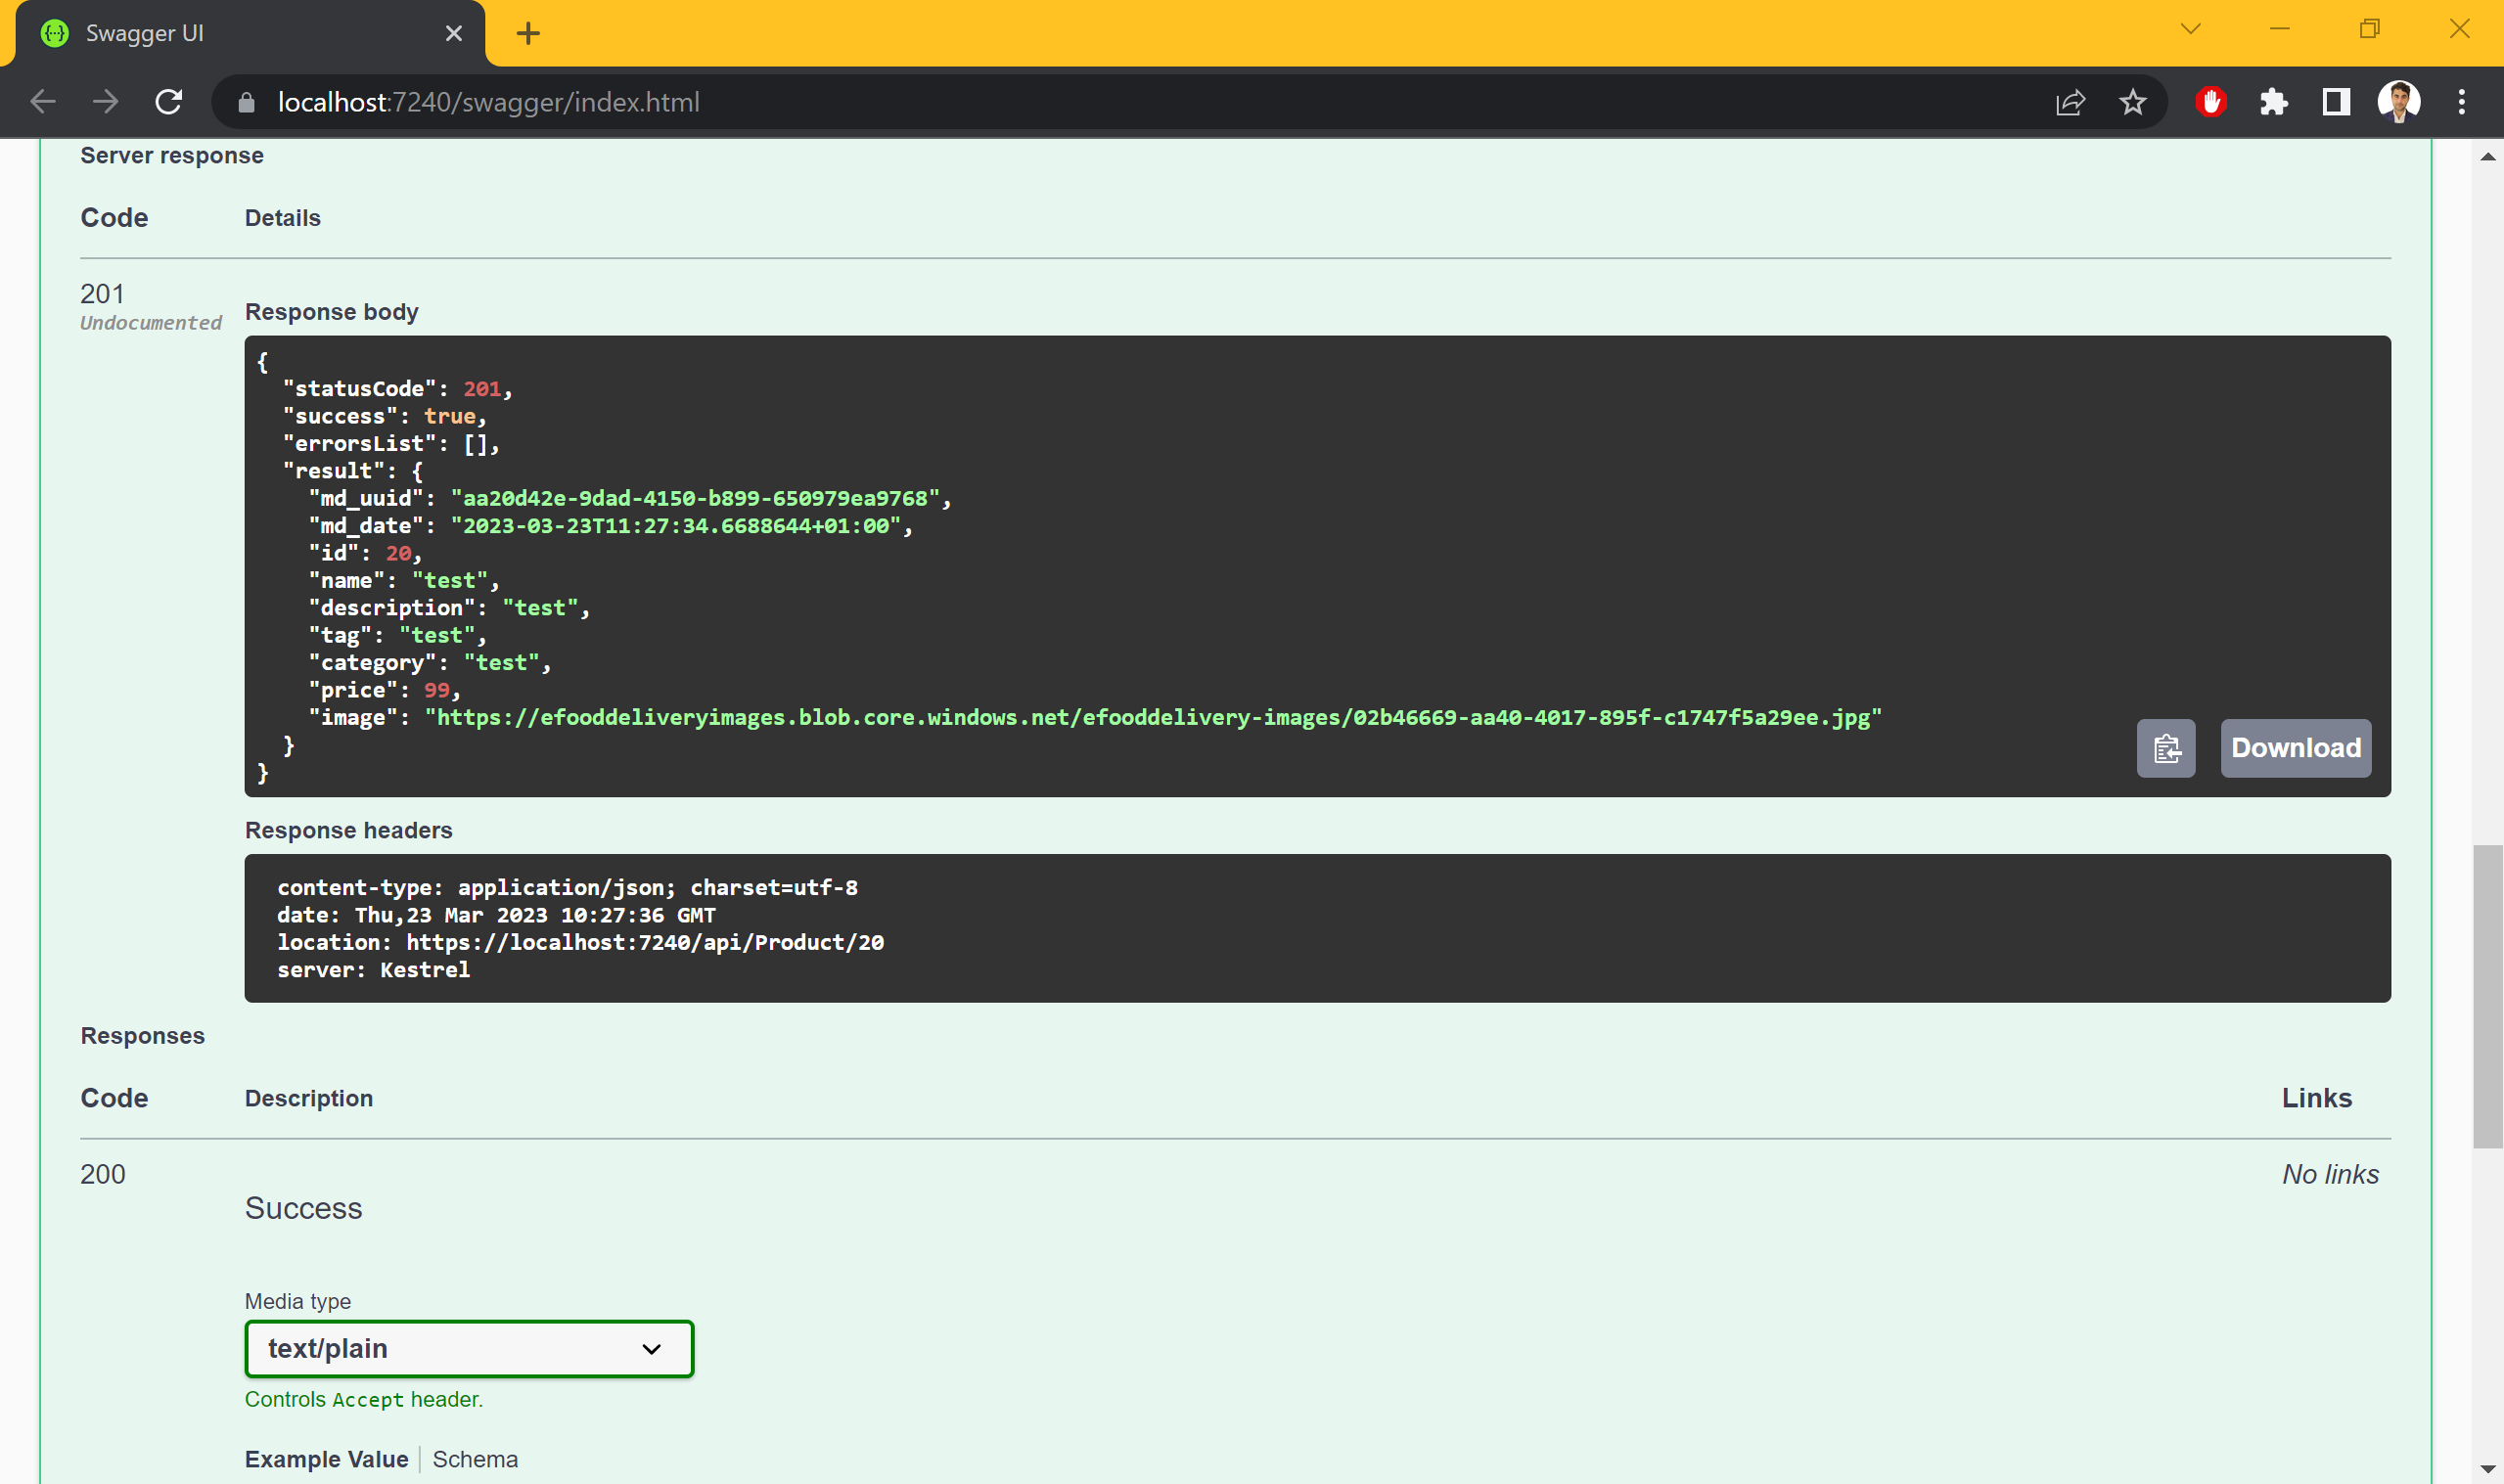 Swagger UI
localhost:7240/swagger/index.html
Server response
Code Details
201
Undocumented
Response body
{
  "statusCode": 201,
  "success": true,
  "errorsList": [],
  "result": {
    "md_uuid": "aa20d42e-9dad-4150-b899-650979ea9768",
    "md_date": "2023-03-23T11:27:34.6688644+01:00",
    "id": 20,
    "name": "test",
    "description": "test",
    "tag": "test",
    "category": "test",
    "price": 99,
    "image": "https://efooddeliveryimages.blob.core.windows.net/efooddelivery-images/02b46669-aa40-4017-895f-c1747f5a29ee.jpg"
  }
}
Download
Response headers
content-type: application/json; charset=utf-8
date: Thu,23 Mar 2023 10:27:36 GMT
location: https://localhost:7240/api/Product/20
server: Kestrel
Responses
Code Description Links
200 No links
Success
Media type
text/plain
Controls Accept header.
Example Value Schema